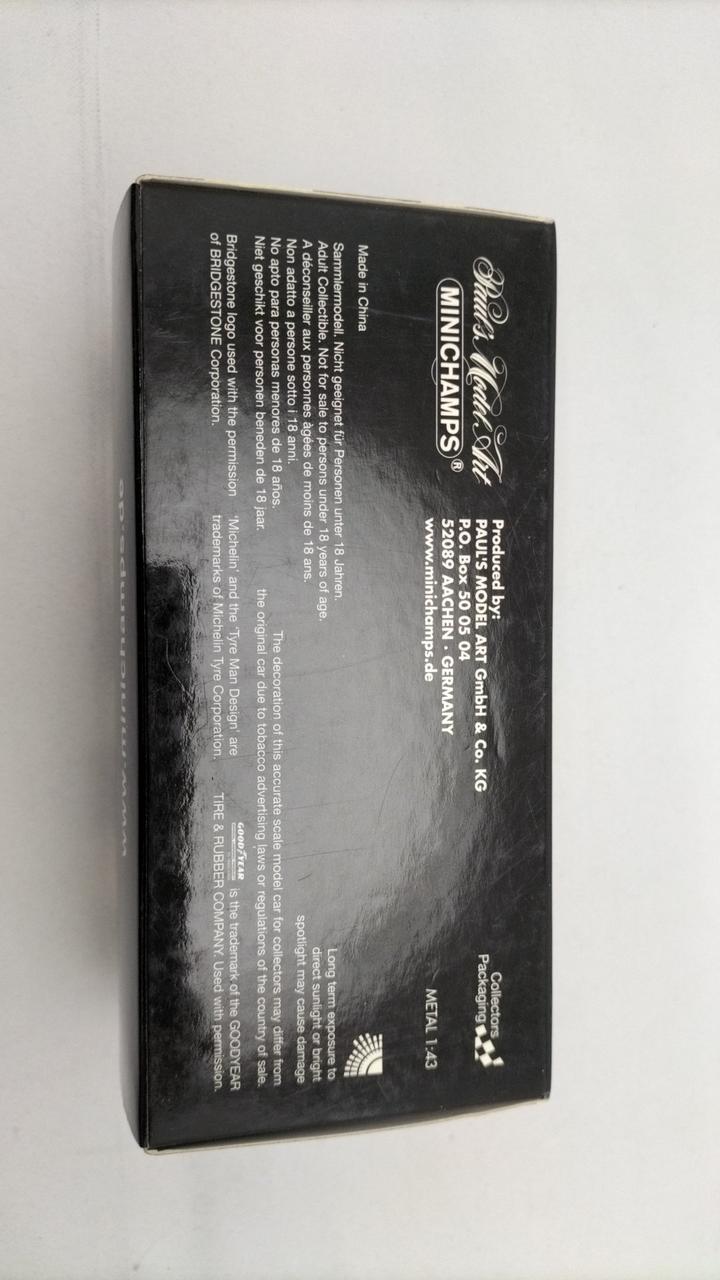 Paul's Model Art
MINICHAMPS®
Produced by:
PAUL'S MODEL ART GmbH & Co. KG
P.O. Box 50 05 04
52089 AACHEN · GERMANY
www.minichamps.de
Collectors
Packaging
METAL 1:43
Made in China
Sammlermodell. Nicht geeignet für Personen unter 18 Jahren.
Adult Collectible. Not for sale to persons under 18 years of age.
A déconseiller aux personnes âgées de moins de 18 ans.
Non adatto a persone sotto i 18 anni.
No apto para personas menores de 18 años.
Niet geschikt voor personen beneden de 18 jaar.
Long term exposure to
direct sunlight or bright
spotlight may cause damage
The decoration of this accurate scale model car for collectors may differ from
the original car due to tobacco advertising laws or regulations of the country of sale.
Bridgestone logo used with the permission
of BRIDGESTONE Corporation.
'Michelin' and the 'Tyre Man Design' are
trademarks of Michelin Tyre Corporation.
GOODYEAR is the trademark of the GOODYEAR
TIRE & RUBBER COMPANY. Used with permission.
www.minichamps.de